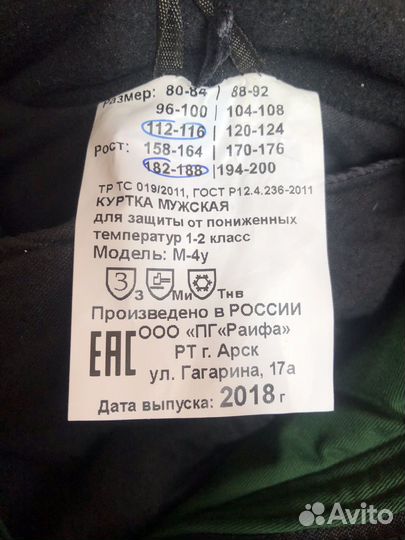 Размер: 80-84 / 88-92
96-100 104-108
112-116 120-124
Рост: 158-164 170-176
182-188 194-200
ТР ТС 019/2011, ГОСТ Р12.4.236-2011
КУРТКА МУЖСКАЯ
для защиты от пониженных
температур 1-2 класс
Модель: М-4у
З З Ми Тнв
Произведено в РОССИИ
ЕАС ООО «ПГ«Раифа»
РТ г. Арск
ул. Гагарина, 17а
Дата выпуска: 2018 г
Avito